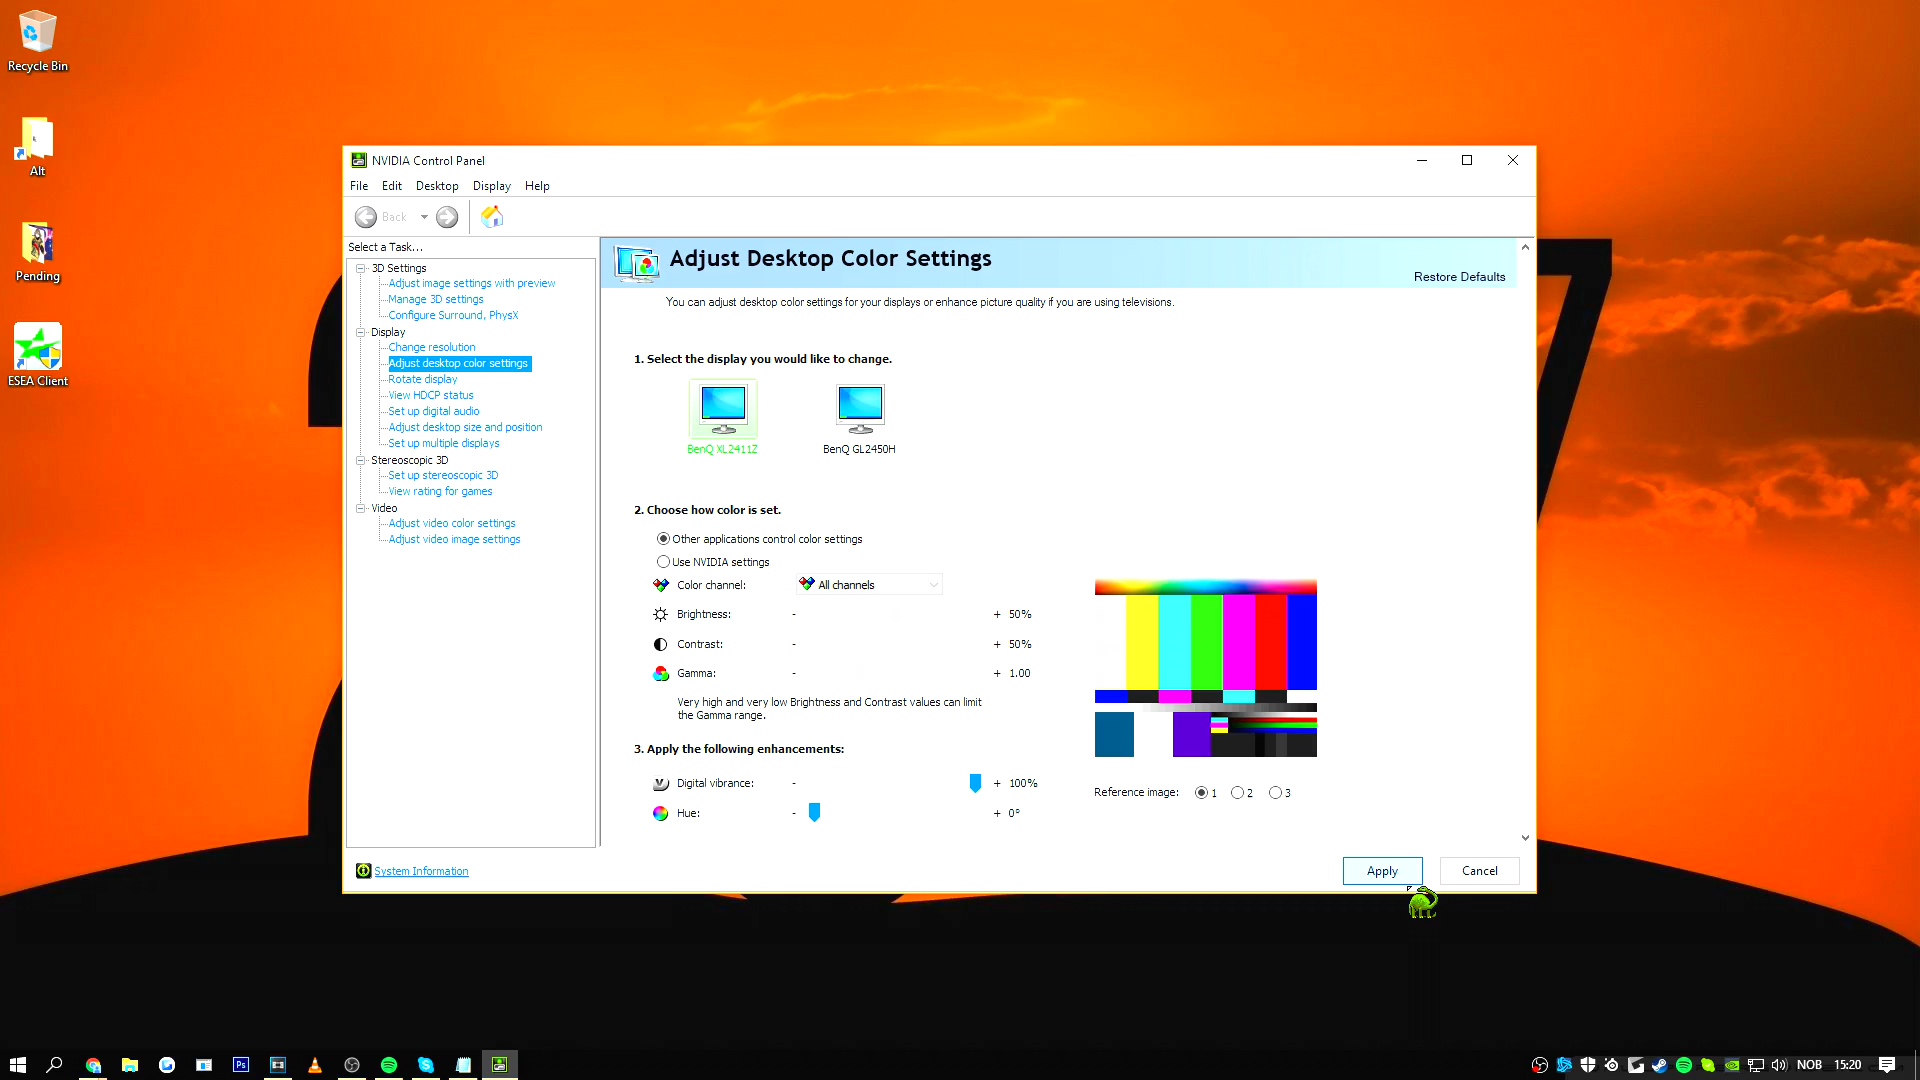 Recycle Bin
Alt
Pending
ESEA Client
NVIDIA Control Panel
File Edit Desktop Display Help
Back
Select a Task...
3D Settings
Adjust image settings with preview
Manage 3D settings
Configure Surround, PhysX
Display
Change resolution
Adjust desktop color settings
Rotate display
View HDCP status
Set up digital audio
Adjust desktop size and position
Set up multiple displays
Stereoscopic 3D
Set up stereoscopic 3D
View rating for games
Video
Adjust video color settings
Adjust video image settings
System Information
Adjust Desktop Color Settings
Restore Defaults
You can adjust desktop color settings for your displays or enhance picture quality if you are using televisions.
1. Select the display you would like to change.
BenQ XL2411Z BenQ GL2450H
2. Choose how color is set.
Other applications control color settings
Use NVIDIA settings
Color channel: All channels
Brightness: - + 50%
Contrast: - + 50%
Gamma: - + 1.00
Very high and very low Brightness and Contrast values can limit
the Gamma range.
3. Apply the following enhancements:
Digital vibrance: - + 100%
Hue: - + 0°
Reference image: 1 2 3
Apply Cancel
Ps
NOB 15:20